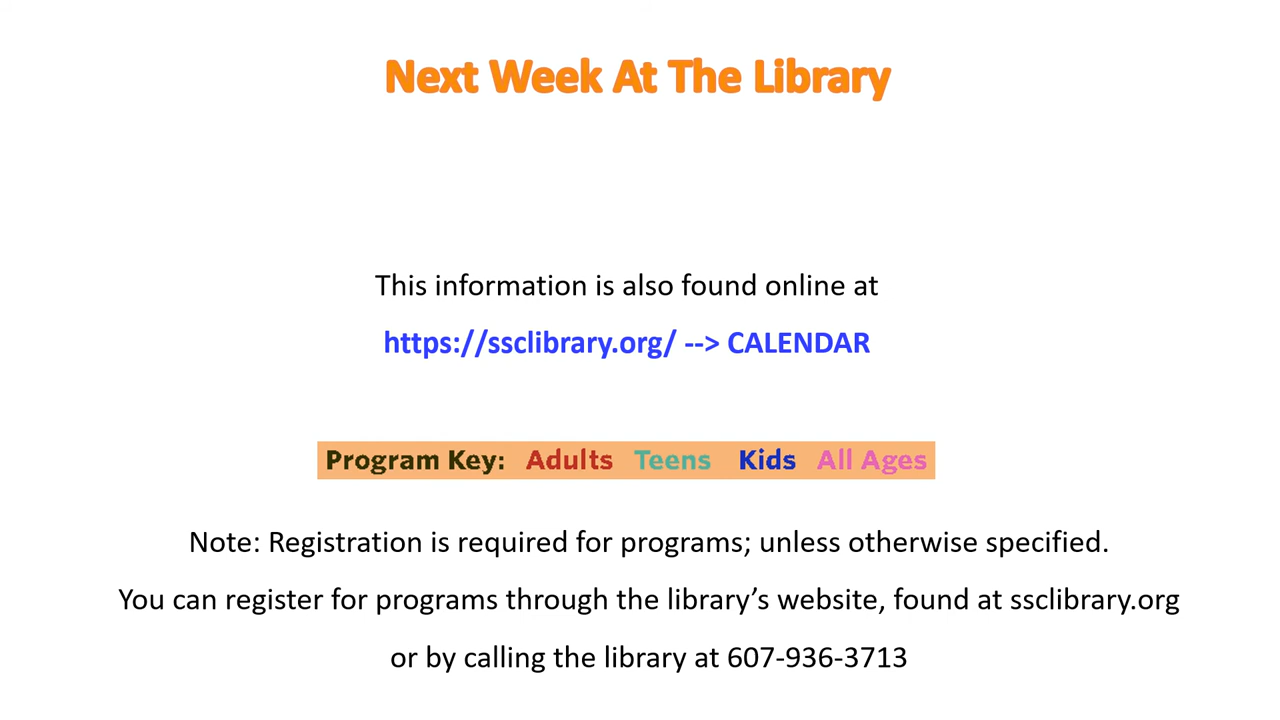 Next Week At The Library
This information is also found online at
https://ssclibrary.org/ --> CALENDAR
Program Key: Adults Teens Kids All Ages
Note: Registration is required for programs; unless otherwise specified.
You can register for programs through the library’s website, found at ssclibrary.org
or by calling the library at 607-936-3713